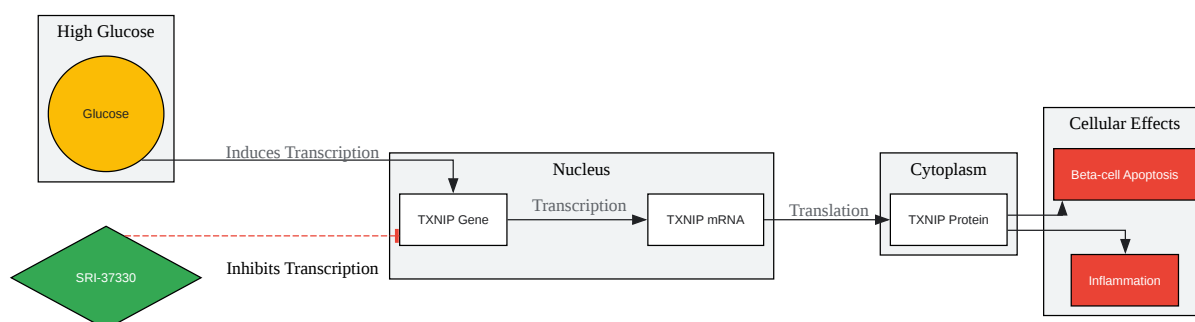 High Glucose
Glucose
Induces Transcription
SRI-37330
Inhibits Transcription
Nucleus
TXNIP Gene
Transcription
TXNIP mRNA
Translation
Cytoplasm
TXNIP Protein
Cellular Effects
Beta-cell Apoptosis
Inflammation